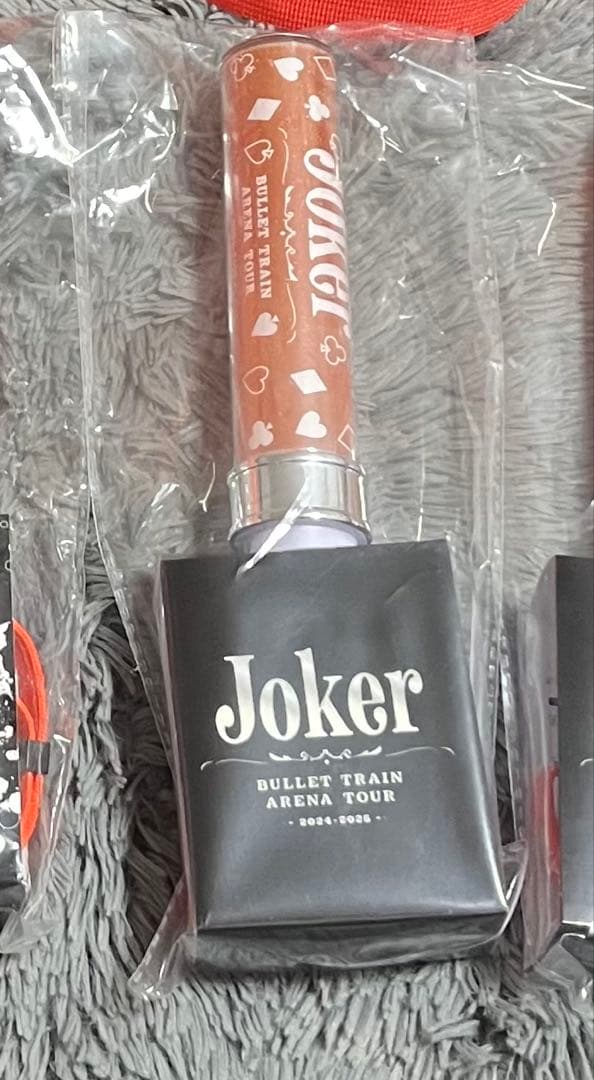 Joker
BULLET TRAIN
ARENA TOUR
Joker
BULLET TRAIN
ARENA TOUR
- 2024-2025 -